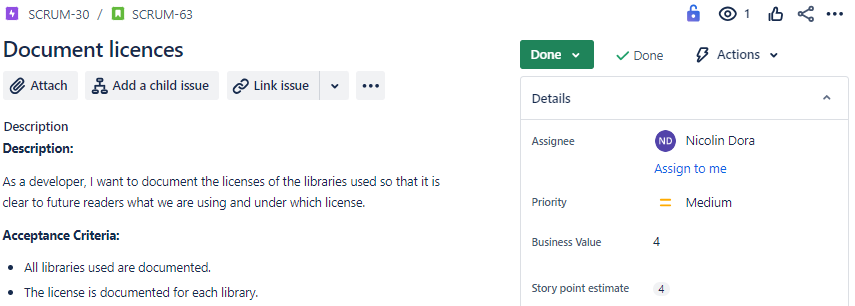 SCRUM-30 / SCRUM-63
1
Document licences
Done
Done
Actions
Attach
Add a child issue
Link issue
Details
Description
Description:
As a developer, I want to document the licenses of the libraries used so that it is
clear to future readers what we are using and under which license.
Acceptance Criteria:
All libraries used are documented.
The license is documented for each library.
Assignee
ND
Nicolin Dora
Assign to me
Priority
Medium
Business Value
4
Story point estimate
4